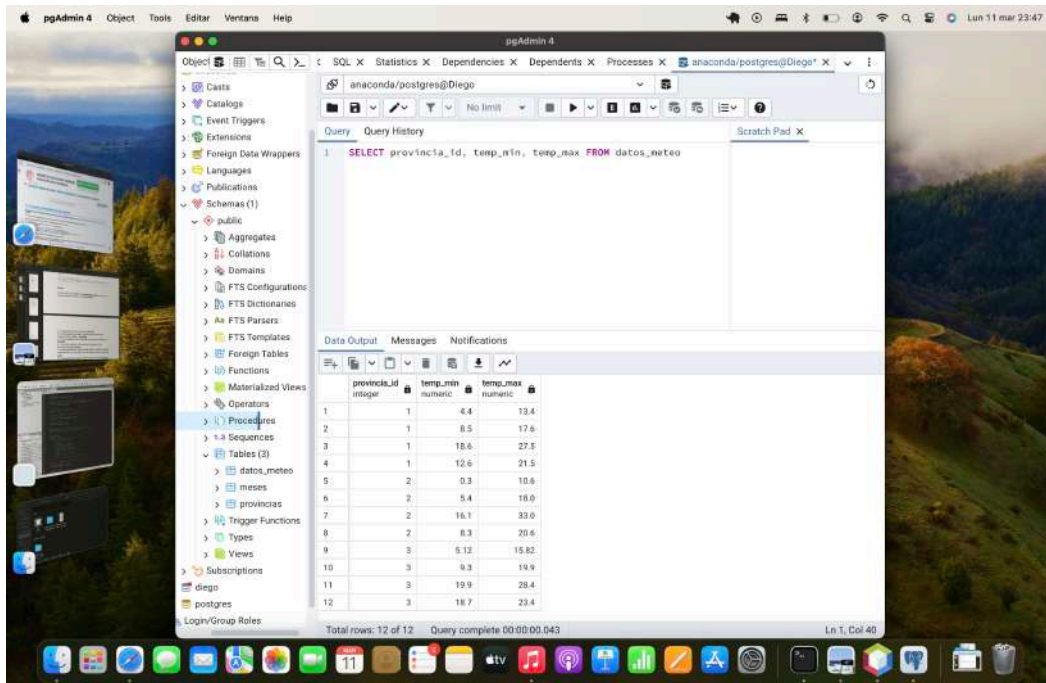 pgAdmin 4 Object Tools Editar Ventana Help
Lun 11 mar 23:47
pgAdmin 4
Object
SQL X Statistics X Dependencies X Dependents X Processes X anaconda/postgres@Diego* X
Casts
Catalogs
Event Triggers
Extensions
Foreign Data Wrappers
Languages
Publications
Schemas (1)
public
Aggregates
Collations
Domains
FTS Configurations
FTS Dictionaries
FTS Parsers
FTS Templates
Foreign Tables
Functions
Materialized Views
Operators
Procedures
1..3 Sequences
Tables (3)
datos_meteo
meses
provincias
Trigger Functions
Types
Views
Subscriptions
diego
postgres
Login/Group Roles
anaconda/postgres@Diego
No limit
Query Query History
Scratch Pad X
1 SELECT provincia_id, temp_min, temp_max FROM datos_meteo
Data Output Messages Notifications
provincia_id temp_min temp_max
integer numeric numeric
1 1 4.4 13.4
2 1 8.5 17.6
3 1 18.6 27.5
4 1 12.6 21.5
5 2 0.3 10.6
6 2 5.4 18.0
7 2 16.1 33.0
8 2 8.3 20.6
9 3 5.12 15.82
10 3 9.3 19.9
11 3 19.9 28.4
12 3 18.7 23.4
Total rows: 12 of 12 Query complete 00:00:00.043
Ln 1, Col 40
11
tv